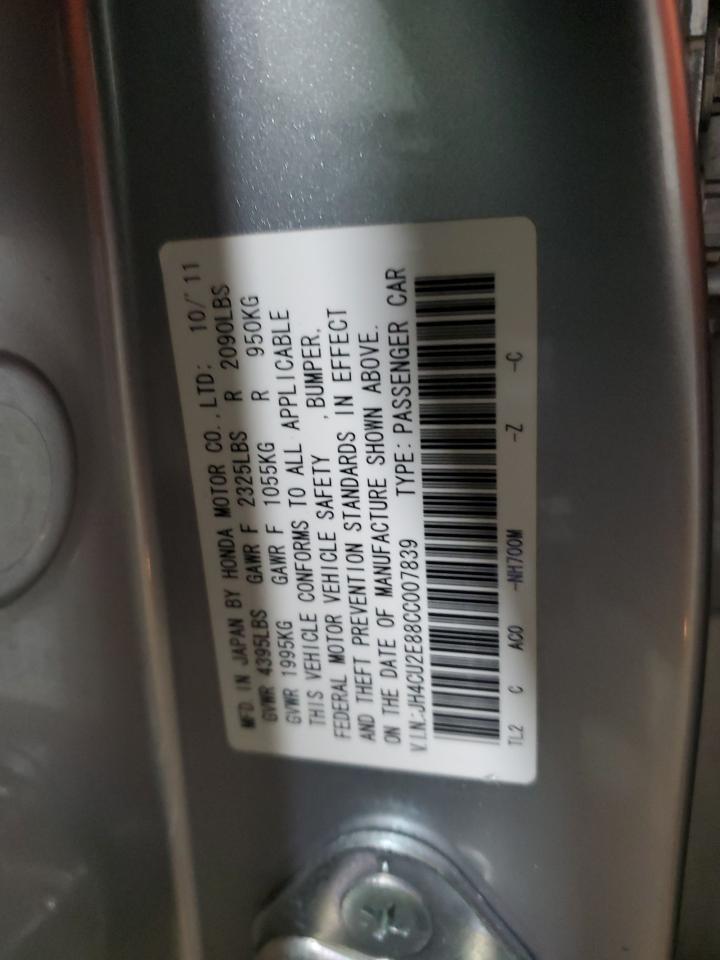 MFD. IN JAPAN BY HONDA MOTOR CO.,LTD: 10/'11
GVWR 4395LBS GAWR F 2325LBS R 2090LBS
GVWR 1995KG GAWR F 1055KG R 950KG
THIS VEHICLE CONFORMS TO ALL APPLICABLE
FEDERAL MOTOR VEHICLE SAFETY , BUMPER,
AND THEFT PREVENTION STANDARDS IN EFFECT
ON THE DATE OF MANUFACTURE SHOWN ABOVE.
V.I.N.:JH4CU2E88CC007839 TYPE: PASSENGER CAR
TL2 C AC0 -NH700M -Z -C